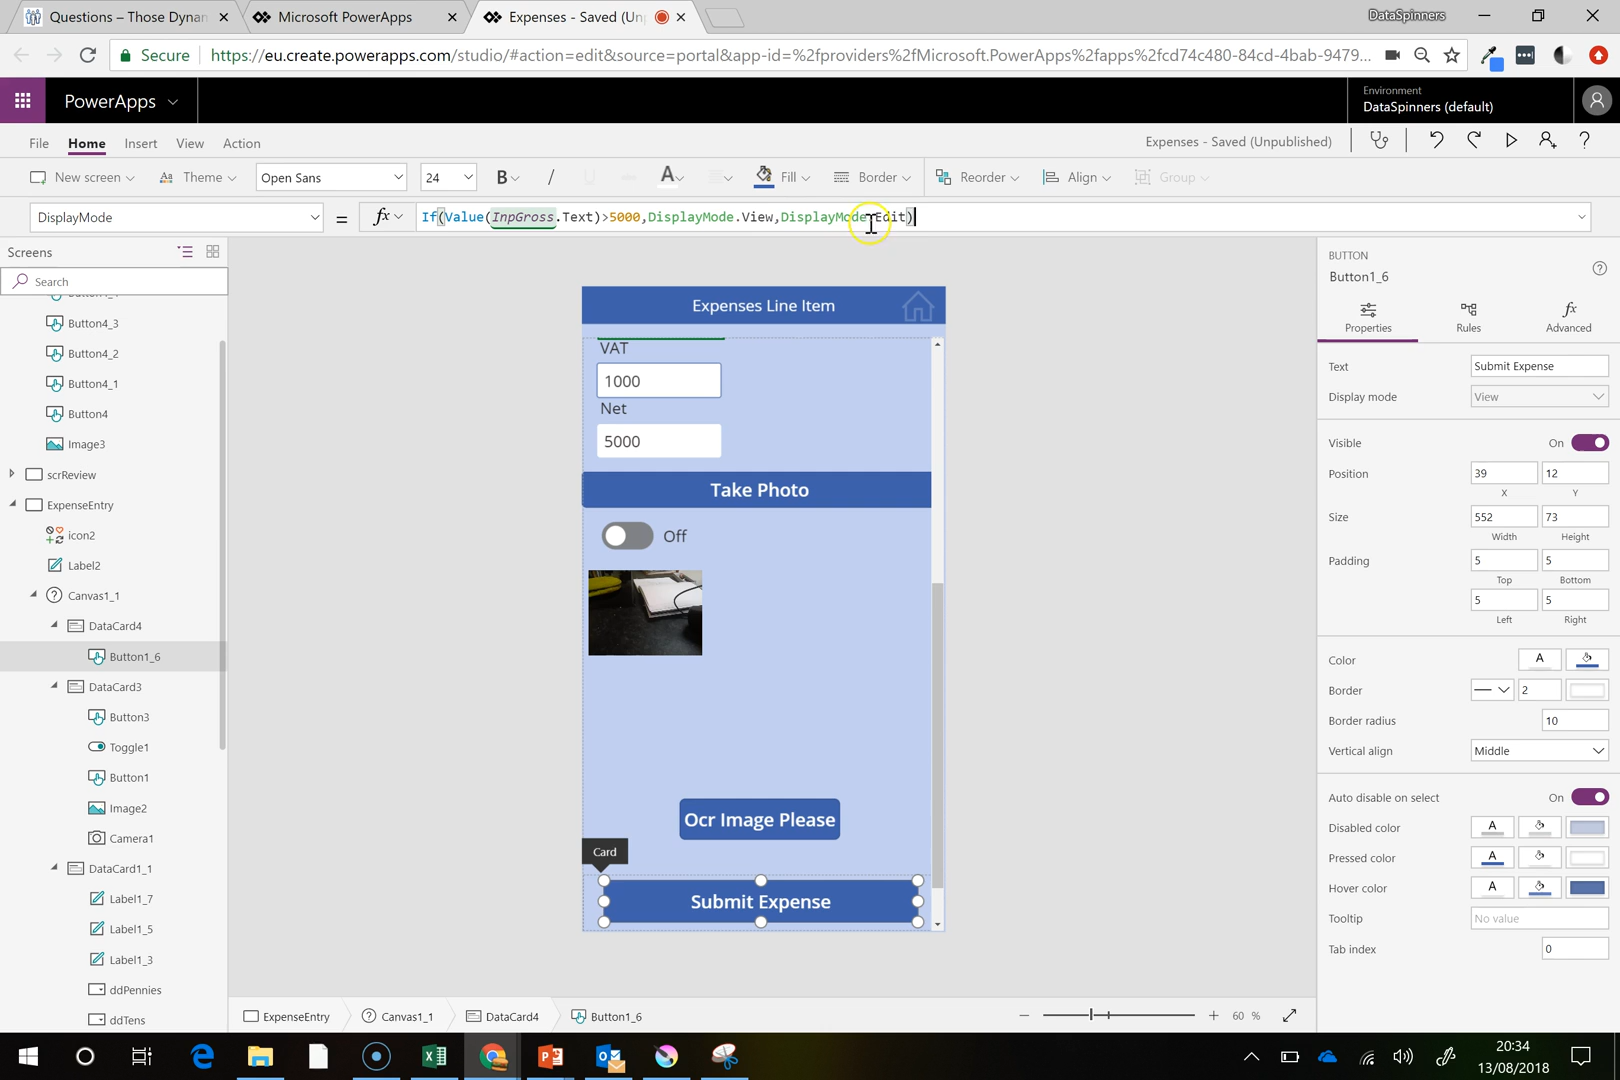 Questions – Those Dynan
Microsoft PowerApps
Expenses - Saved (Un
DataSpinners
Secure
https://eu.create.powerapps.com/studio/#action=edit&source=portal&app-id=%2fproviders%2fMicrosoft.PowerApps%2fapps%2fcd74c480-84cd-4bab-9479...
PowerApps
Environment
DataSpinners (default)
File
Home
Insert
View
Action
Expenses - Saved (Unpublished)
New screen
Theme
Open Sans
24
B
/
A
Fill
Border
Reorder
Align
Group
DisplayMode
=
fx
If(Value(InpGross.Text)>5000,DisplayMode.View,DisplayMode.Edit)
Screens
Search
Button4_3
Button4_2
Button4_1
Button4
Image3
scrReview
ExpenseEntry
icon2
Label2
Canvas1_1
DataCard4
Button1_6
DataCard3
Button3
Toggle1
Button1
Image2
Camera1
DataCard1_1
Label1_7
Label1_5
Label1_3
ddPennies
ddTens
Expenses Line Item
VAT
1000
Net
5000
Take Photo
Off
Ocr Image Please
Card
Submit Expense
BUTTON
Button1_6
Properties
Rules
Advanced
Text
Submit Expense
Display mode
View
Visible
On
Position
39
12
X
Y
Size
552
73
Width
Height
Padding
5
5
Top
Bottom
5
5
Left
Right
Color
A
Border
2
Border radius
10
Vertical align
Middle
Auto disable on select
On
Disabled color
A
Pressed color
A
Hover color
A
Tooltip
No value
Tab index
0
ExpenseEntry
Canvas1_1
DataCard4
Button1_6
60 %
20:34
13/08/2018